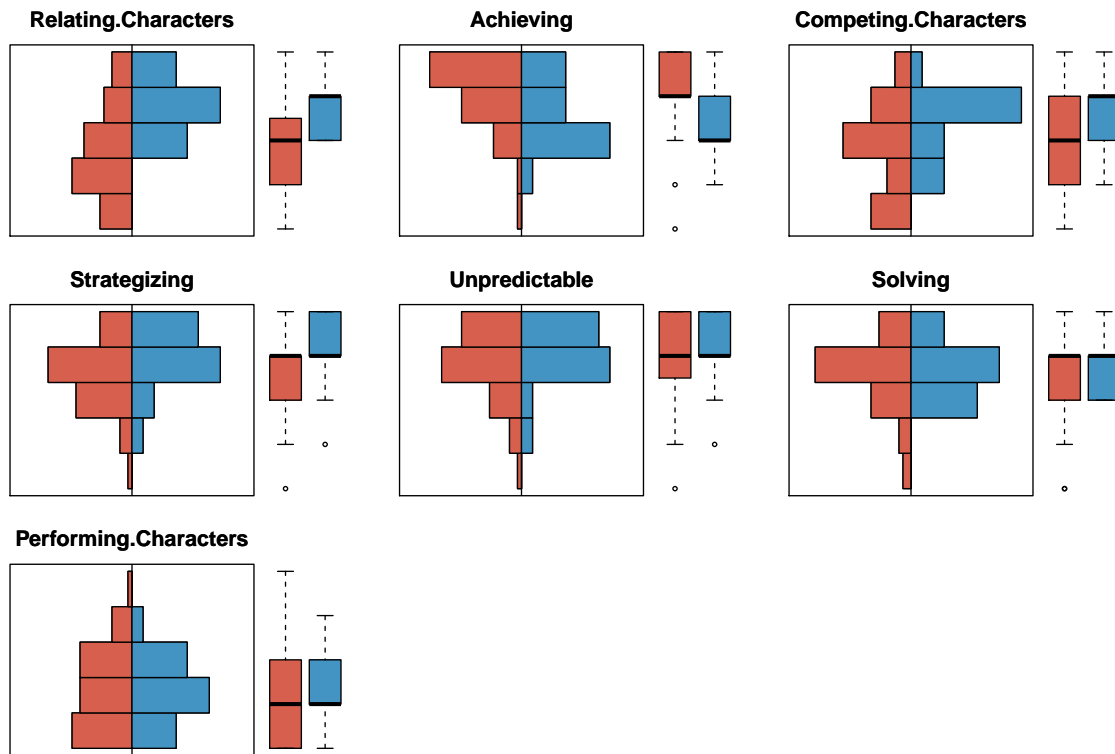 Relating.Characters
Achieving
Competing.Characters
Strategizing
Unpredictable
Solving
Performing.Characters